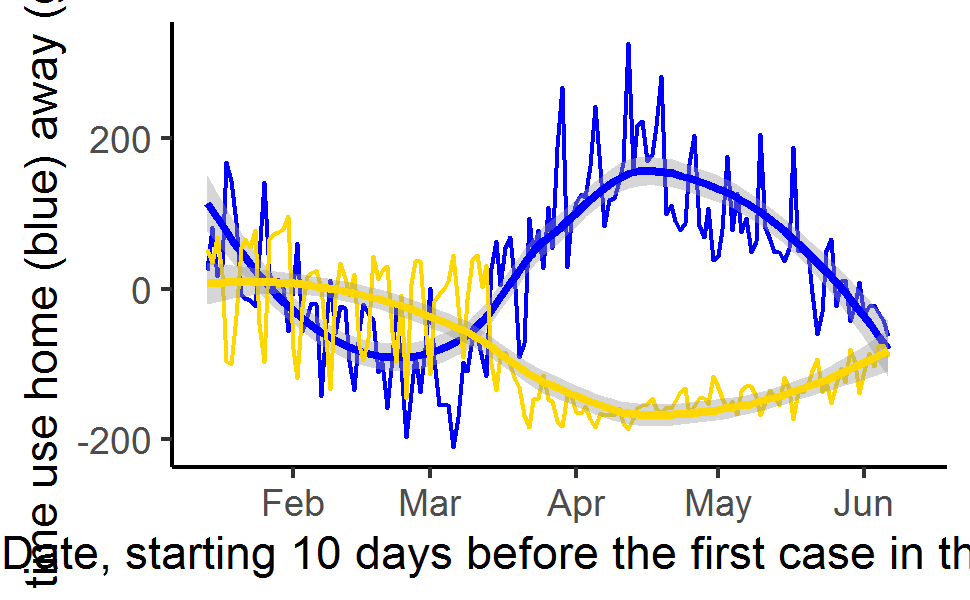 time use home (blue) away (
200
0
-200
Feb Mar Apr May Jun
Date, starting 10 days before the first case in th